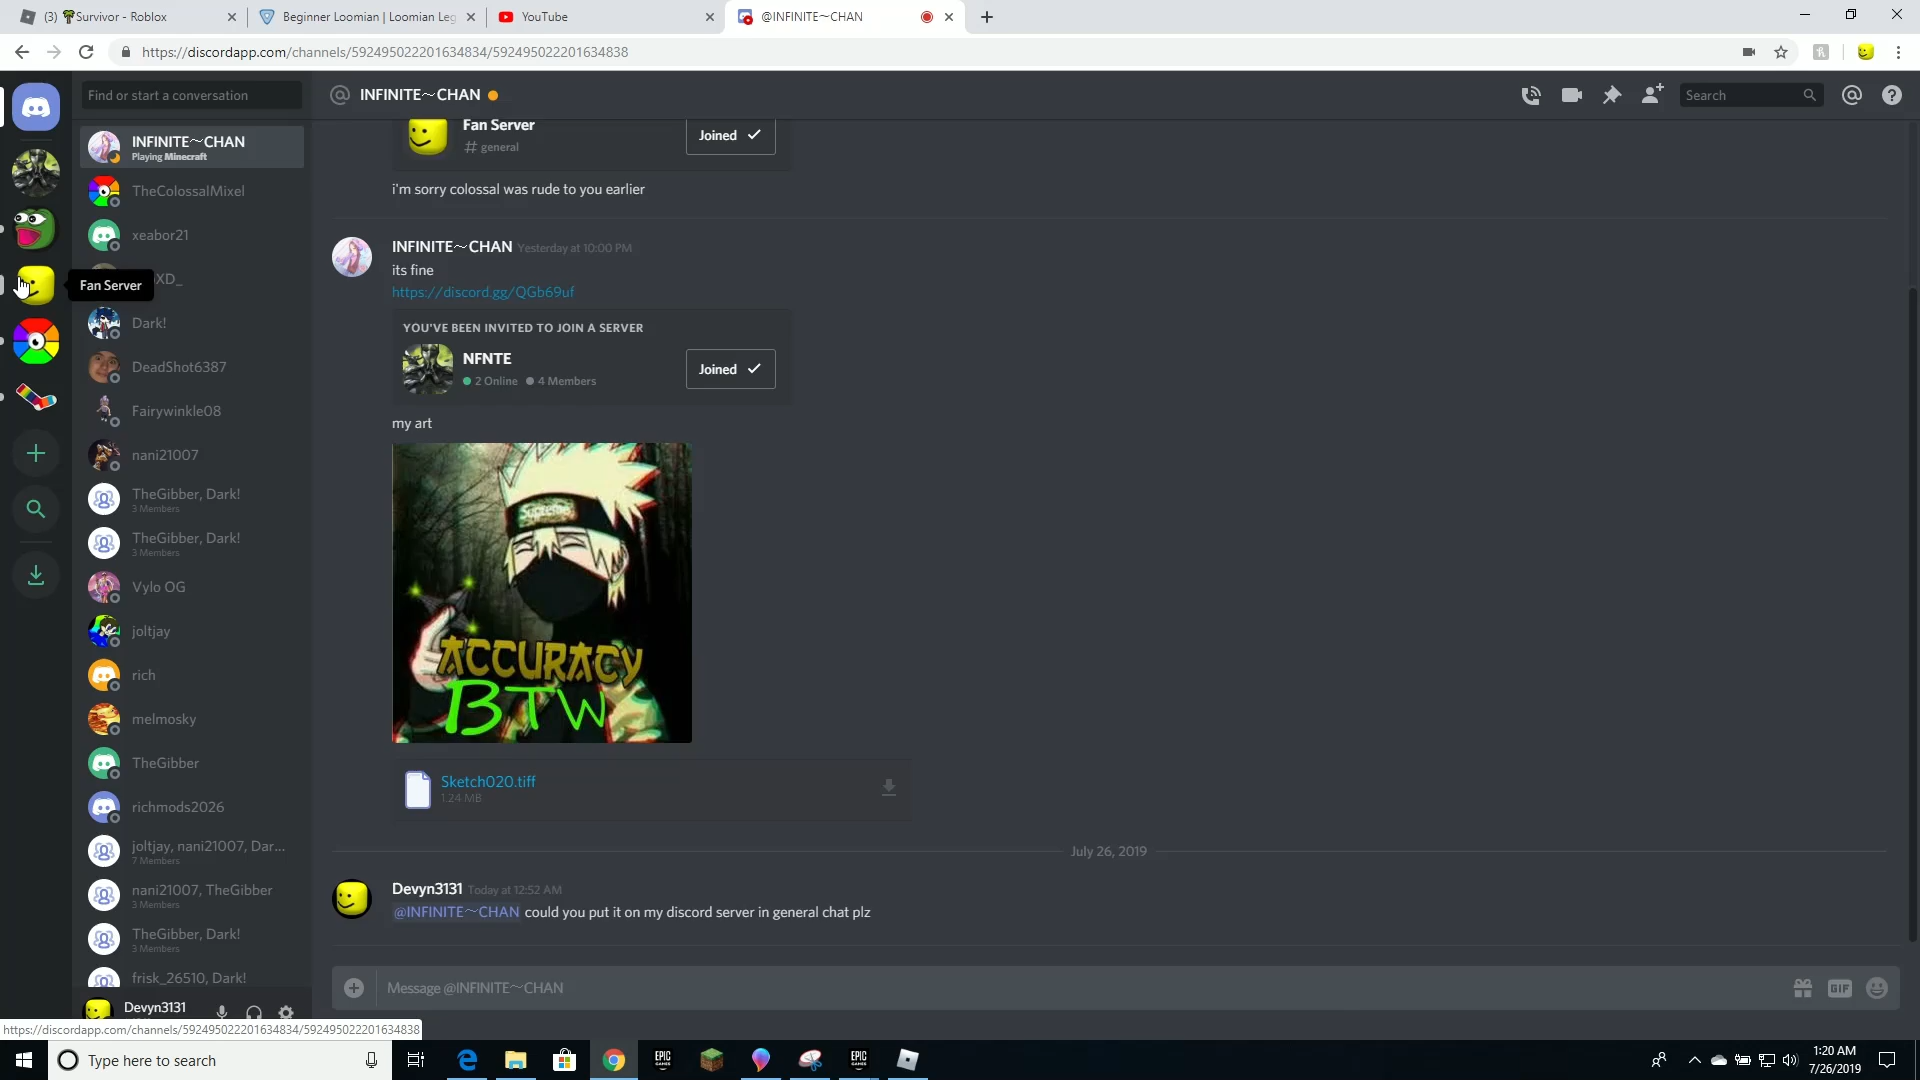 (3) 🌴Survivor - Roblox
Beginner Loomian | Loomian Leg
YouTube
@INFINITE～CHAN
https://discordapp.com/channels/592495022201634834/592495022201634838
Find or start a conversation
INFINITE～CHAN
Search
INFINITE～CHAN
Playing Minecraft
TheColossalMixel
xeabor21
XD_
Fan Server
Dark!
DeadShot6387
Fairywinkle08
nani21007
TheGibber, Dark!
3 Members
TheGibber, Dark!
3 Members
Vylo OG
joltjay
rich
melmosky
TheGibber
richmods2026
joltjay, nani21007, Dar...
7 Members
nani21007, TheGibber
3 Members
TheGibber, Dark!
3 Members
frisk_26510, Dark!
Devyn3131
Fan Server
# general
Joined
i'm sorry colossal was rude to you earlier
INFINITE～CHAN Yesterday at 10:00 PM
its fine
https://discord.gg/QGb69uf
YOU'VE BEEN INVITED TO JOIN A SERVER
NFNTE
2 Online 4 Members
Joined
my art
Supreme
ACCURACY
BTW
Sketch020.tiff
1.24 MB
July 26, 2019
Devyn3131 Today at 12:52 AM
@INFINITE～CHAN could you put it on my discord server in general chat plz
Message @INFINITE～CHAN
GIF
https://discordapp.com/channels/592495022201634834/592495022201634838
Type here to search
EPIC
GAMES
EPIC
GAMES
1:20 AM
7/26/2019